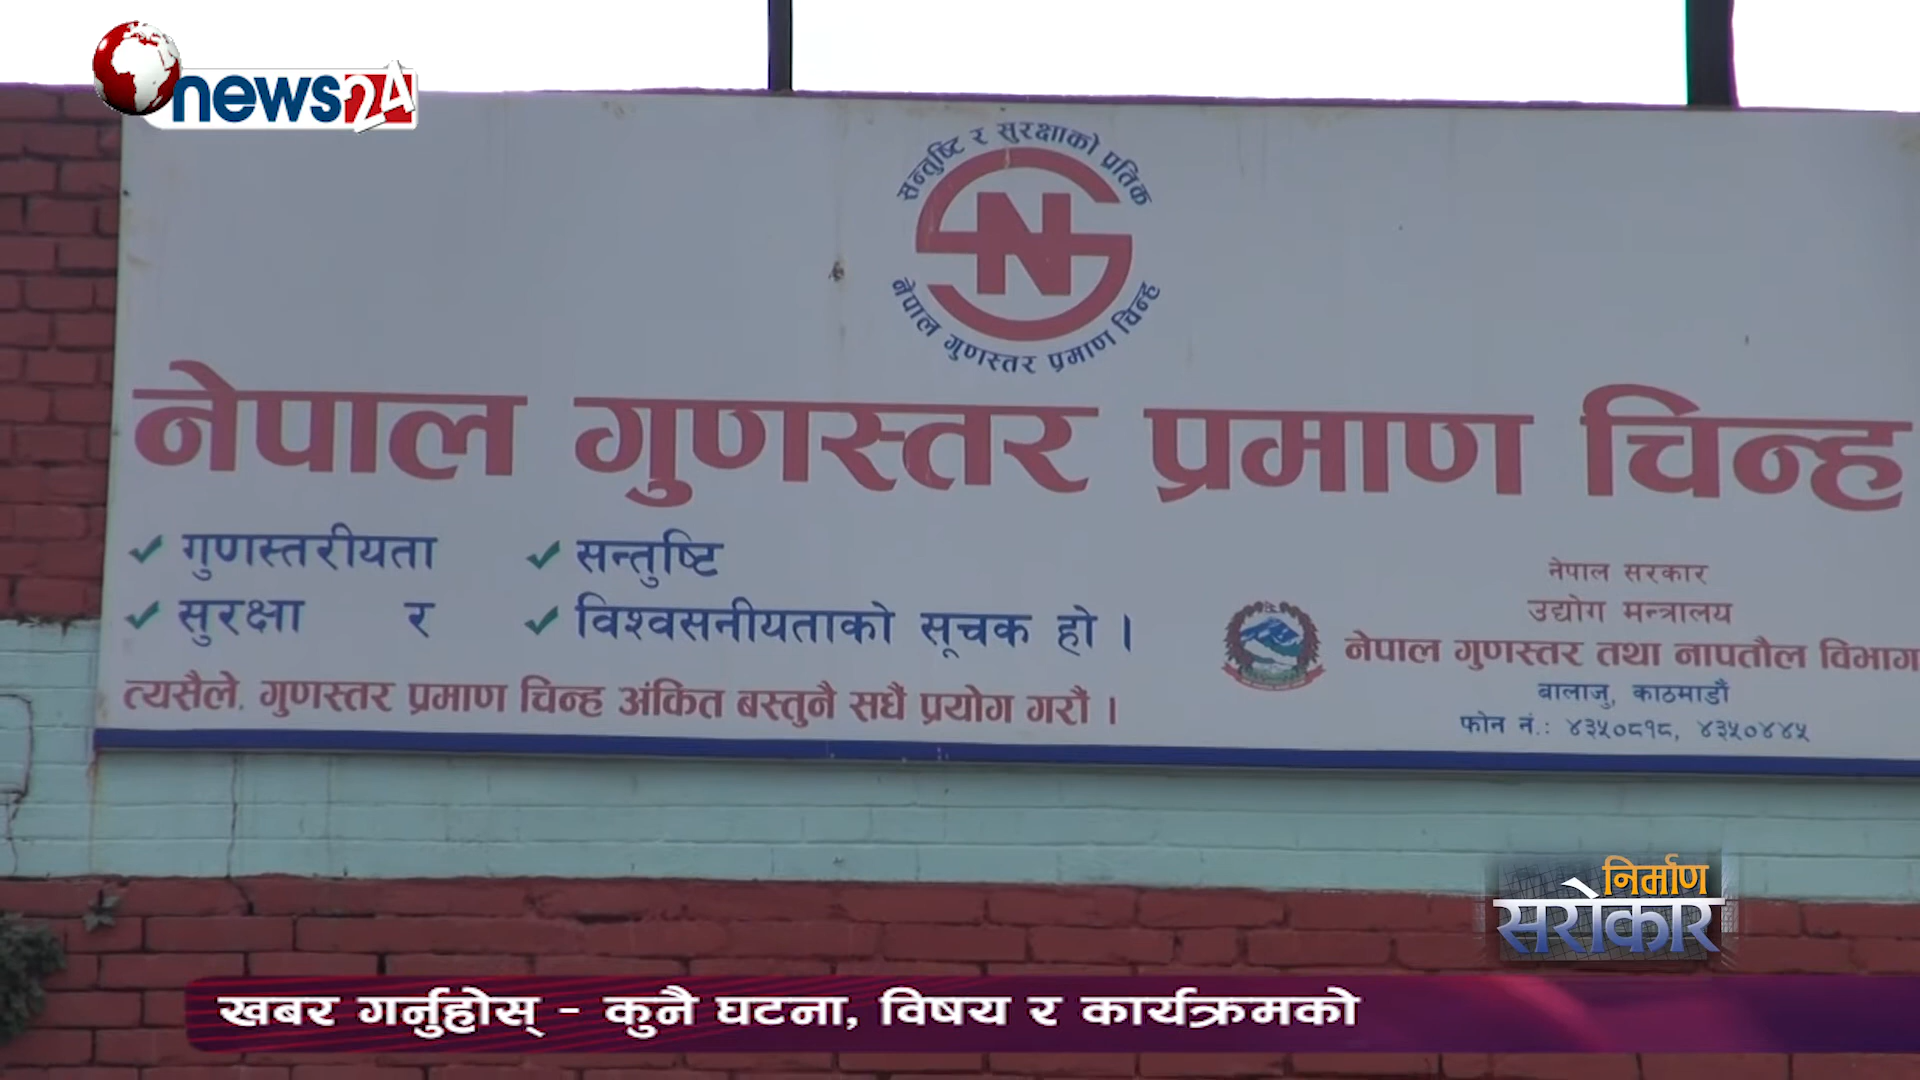 news24
सन्तुष्टि र सुरक्षाको प्रतिक
NS
नेपाल गुणस्तर प्रमाण चिन्ह
नेपाल गुणस्तर प्रमाण चिन्ह
✓ गुणस्तरीयता ✓ सन्तुष्टि
✓ सुरक्षा र ✓ विश्वसनीयताको सूचक हो ।
त्यसैले, गुणस्तर प्रमाण चिन्ह अंकित बस्तुनै सधैं प्रयोग गरौं ।
नेपाल सरकार
उद्योग मन्त्रालय
नेपाल गुणस्तर तथा नापतौल विभाग
बालाजु, काठमाडौं
फोन नं.: ४३५०८१८, ४३५०४४५
निर्माण
सरोकार
खबर गर्नुहोस् - कुनै घटना, विषय र कार्यक्रमको